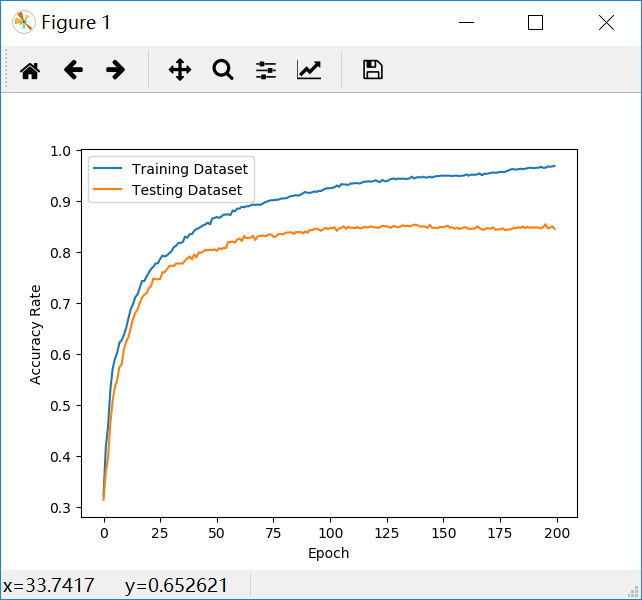 Figure 1
1.0
0.9
0.8
0.7
0.6
0.5
0.4
0.3
Accuracy Rate
Training Dataset
Testing Dataset
0 25 50 75 100 125 150 175 200
Epoch
x=33.7417 y=0.652621